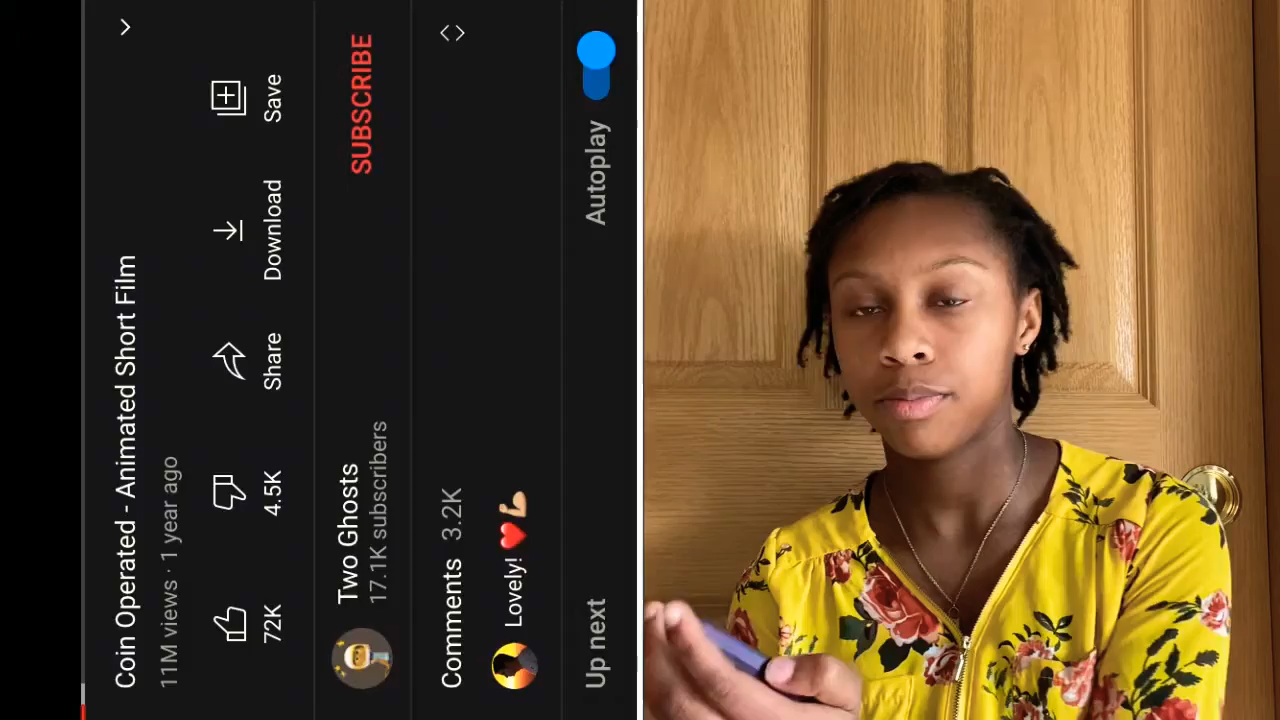 Coin Operated - Animated Short Film
11M views · 1 year ago
72K
4.5K
Share
Download
Save
Two Ghosts
17.1K subscribers
SUBSCRIBE
Comments 3.2K
Lovely! ❤️💪🏼
Up next
Autoplay